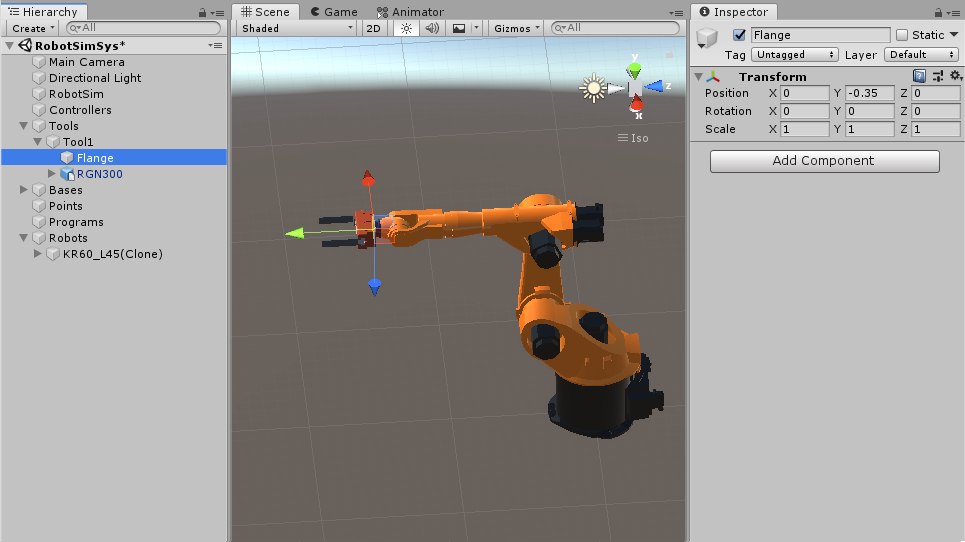 Hierarchy
Create
All
RobotSimSys*
Main Camera
Directional Light
RobotSim
Controllers
Tools
Tool1
Flange
RGN300
Bases
Points
Programs
Robots
KR60_L45(Clone)
Scene Game Animator
Shaded 2D Gizmos All
y
z
x
Iso
Inspector
Flange Static
Tag Untagged Layer Default
Transform
Position X 0 Y -0.35 Z 0
Rotation X 0 Y 0 Z 0
Scale X 1 Y 1 Z 1
Add Component